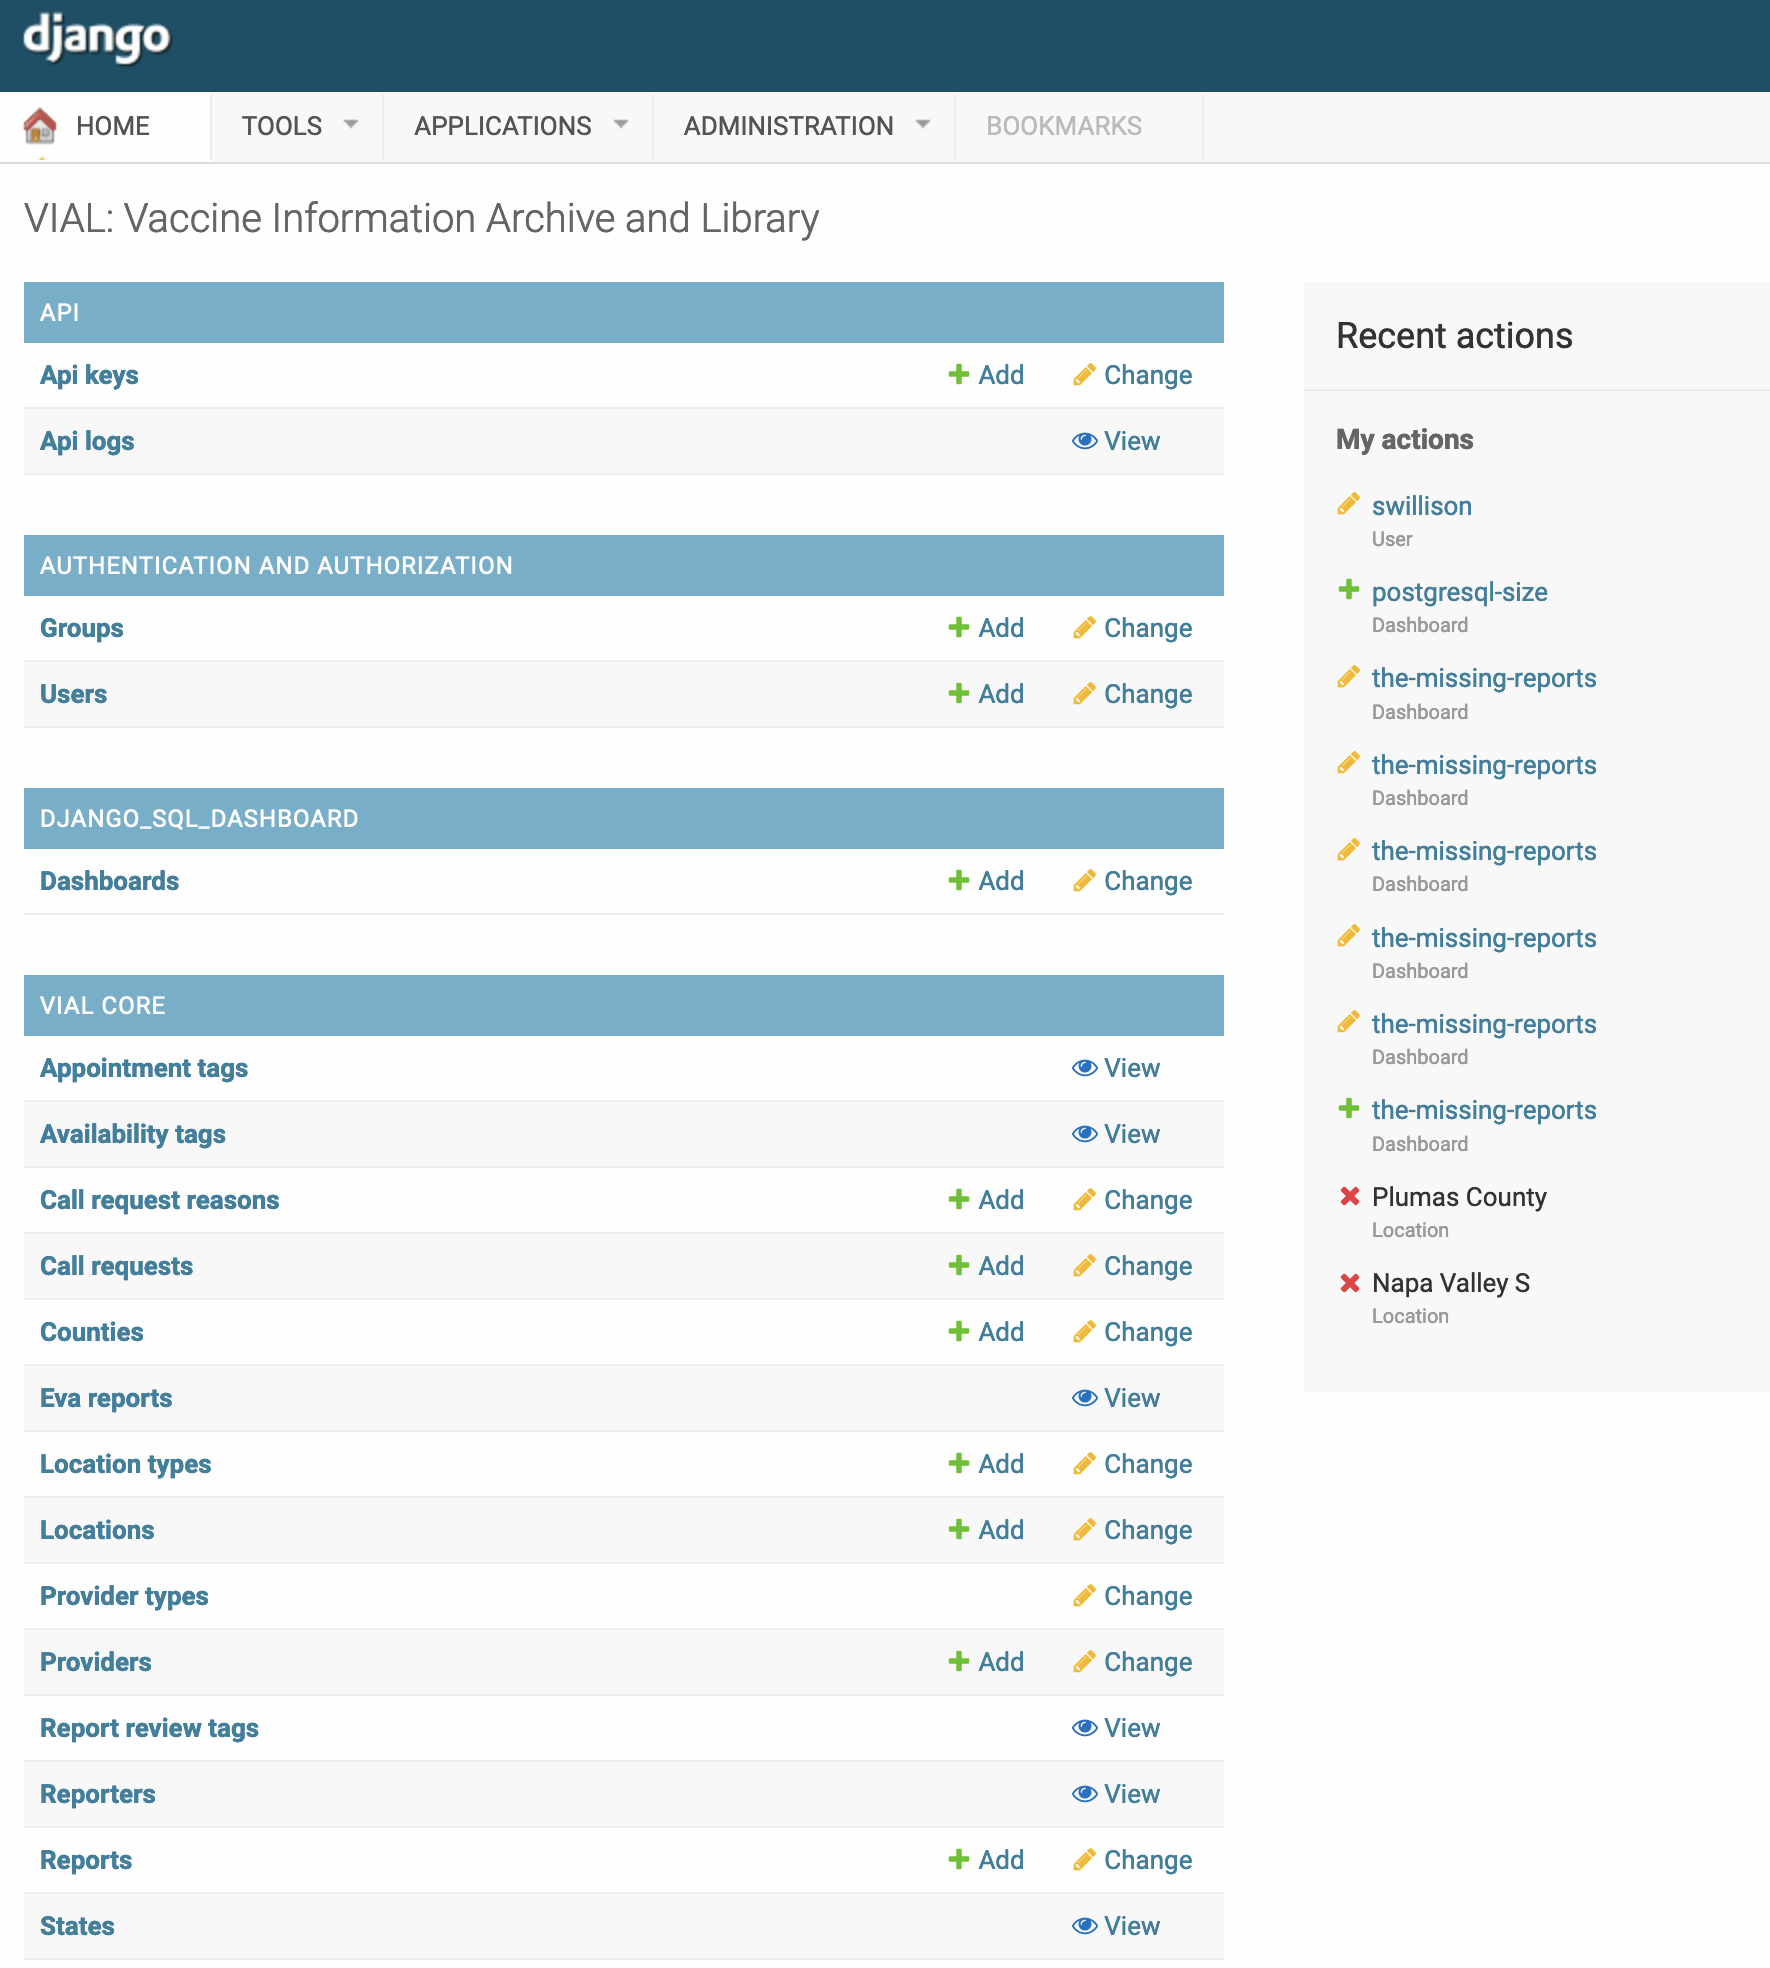 django
HOME TOOLS APPLICATIONS ADMINISTRATION BOOKMARKS
VIAL: Vaccine Information Archive and Library
API
Api keys Add Change
Api logs View
AUTHENTICATION AND AUTHORIZATION
Groups Add Change
Users Add Change
DJANGO_SQL_DASHBOARD
Dashboards Add Change
VIAL CORE
Appointment tags View
Availability tags View
Call request reasons Add Change
Call requests Add Change
Counties Add Change
Eva reports View
Location types Add Change
Locations Add Change
Provider types Change
Providers Add Change
Report review tags View
Reporters View
Reports Add Change
States View
Recent actions
My actions
swillison
User
postgresql-size
Dashboard
the-missing-reports
Dashboard
the-missing-reports
Dashboard
the-missing-reports
Dashboard
the-missing-reports
Dashboard
the-missing-reports
Dashboard
the-missing-reports
Dashboard
Plumas County
Location
Napa Valley S
Location